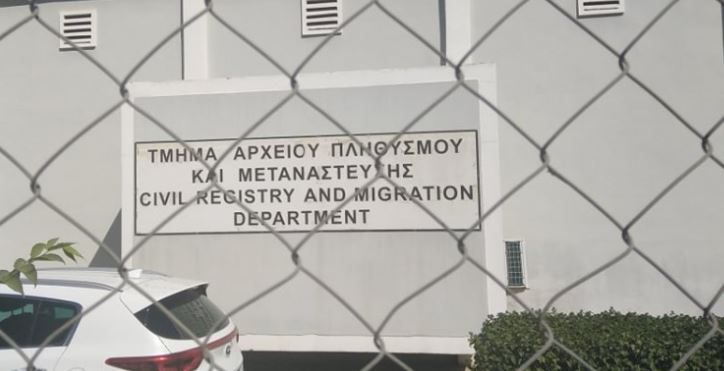 ΤΜΗΜΑ ΑΡΧΕΙΟΥ ΠΛΗΘΥΣΜΟΥ
ΚΑΙ ΜΕΤΑΝΑΣΤΕΥΣΗΣ
CIVIL REGISTRY AND MIGRATION
DEPARTMENT